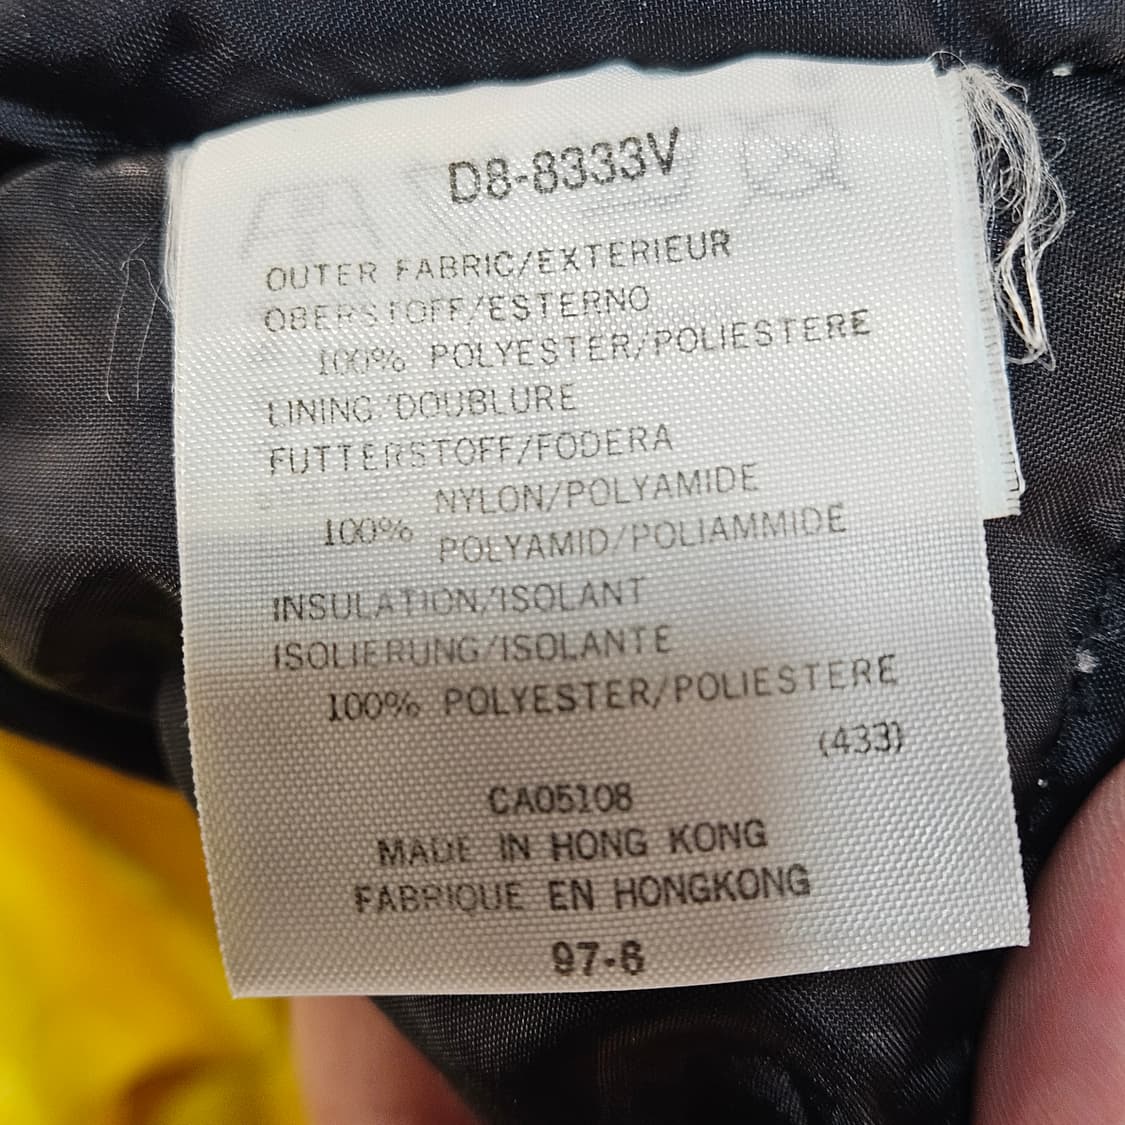 D8-8333V
OUTER FABRIC/EXTERIEUR
OBERSTOFF/ESTERNO
100% POLYESTER/POLIESTERE
LINING/DOUBLURE
FUTTERSTOFF/FODERA
NYLON/POLYAMIDE
100%
POLYAMID/POLIAMMIDE
INSULATION/ISOLANT
ISOLIERUNG/ISOLANTE
100% POLYESTER/POLIESTERE
(433)
CA05108
MADE IN HONG KONG
FABRIQUE EN HONGKONG
97-6